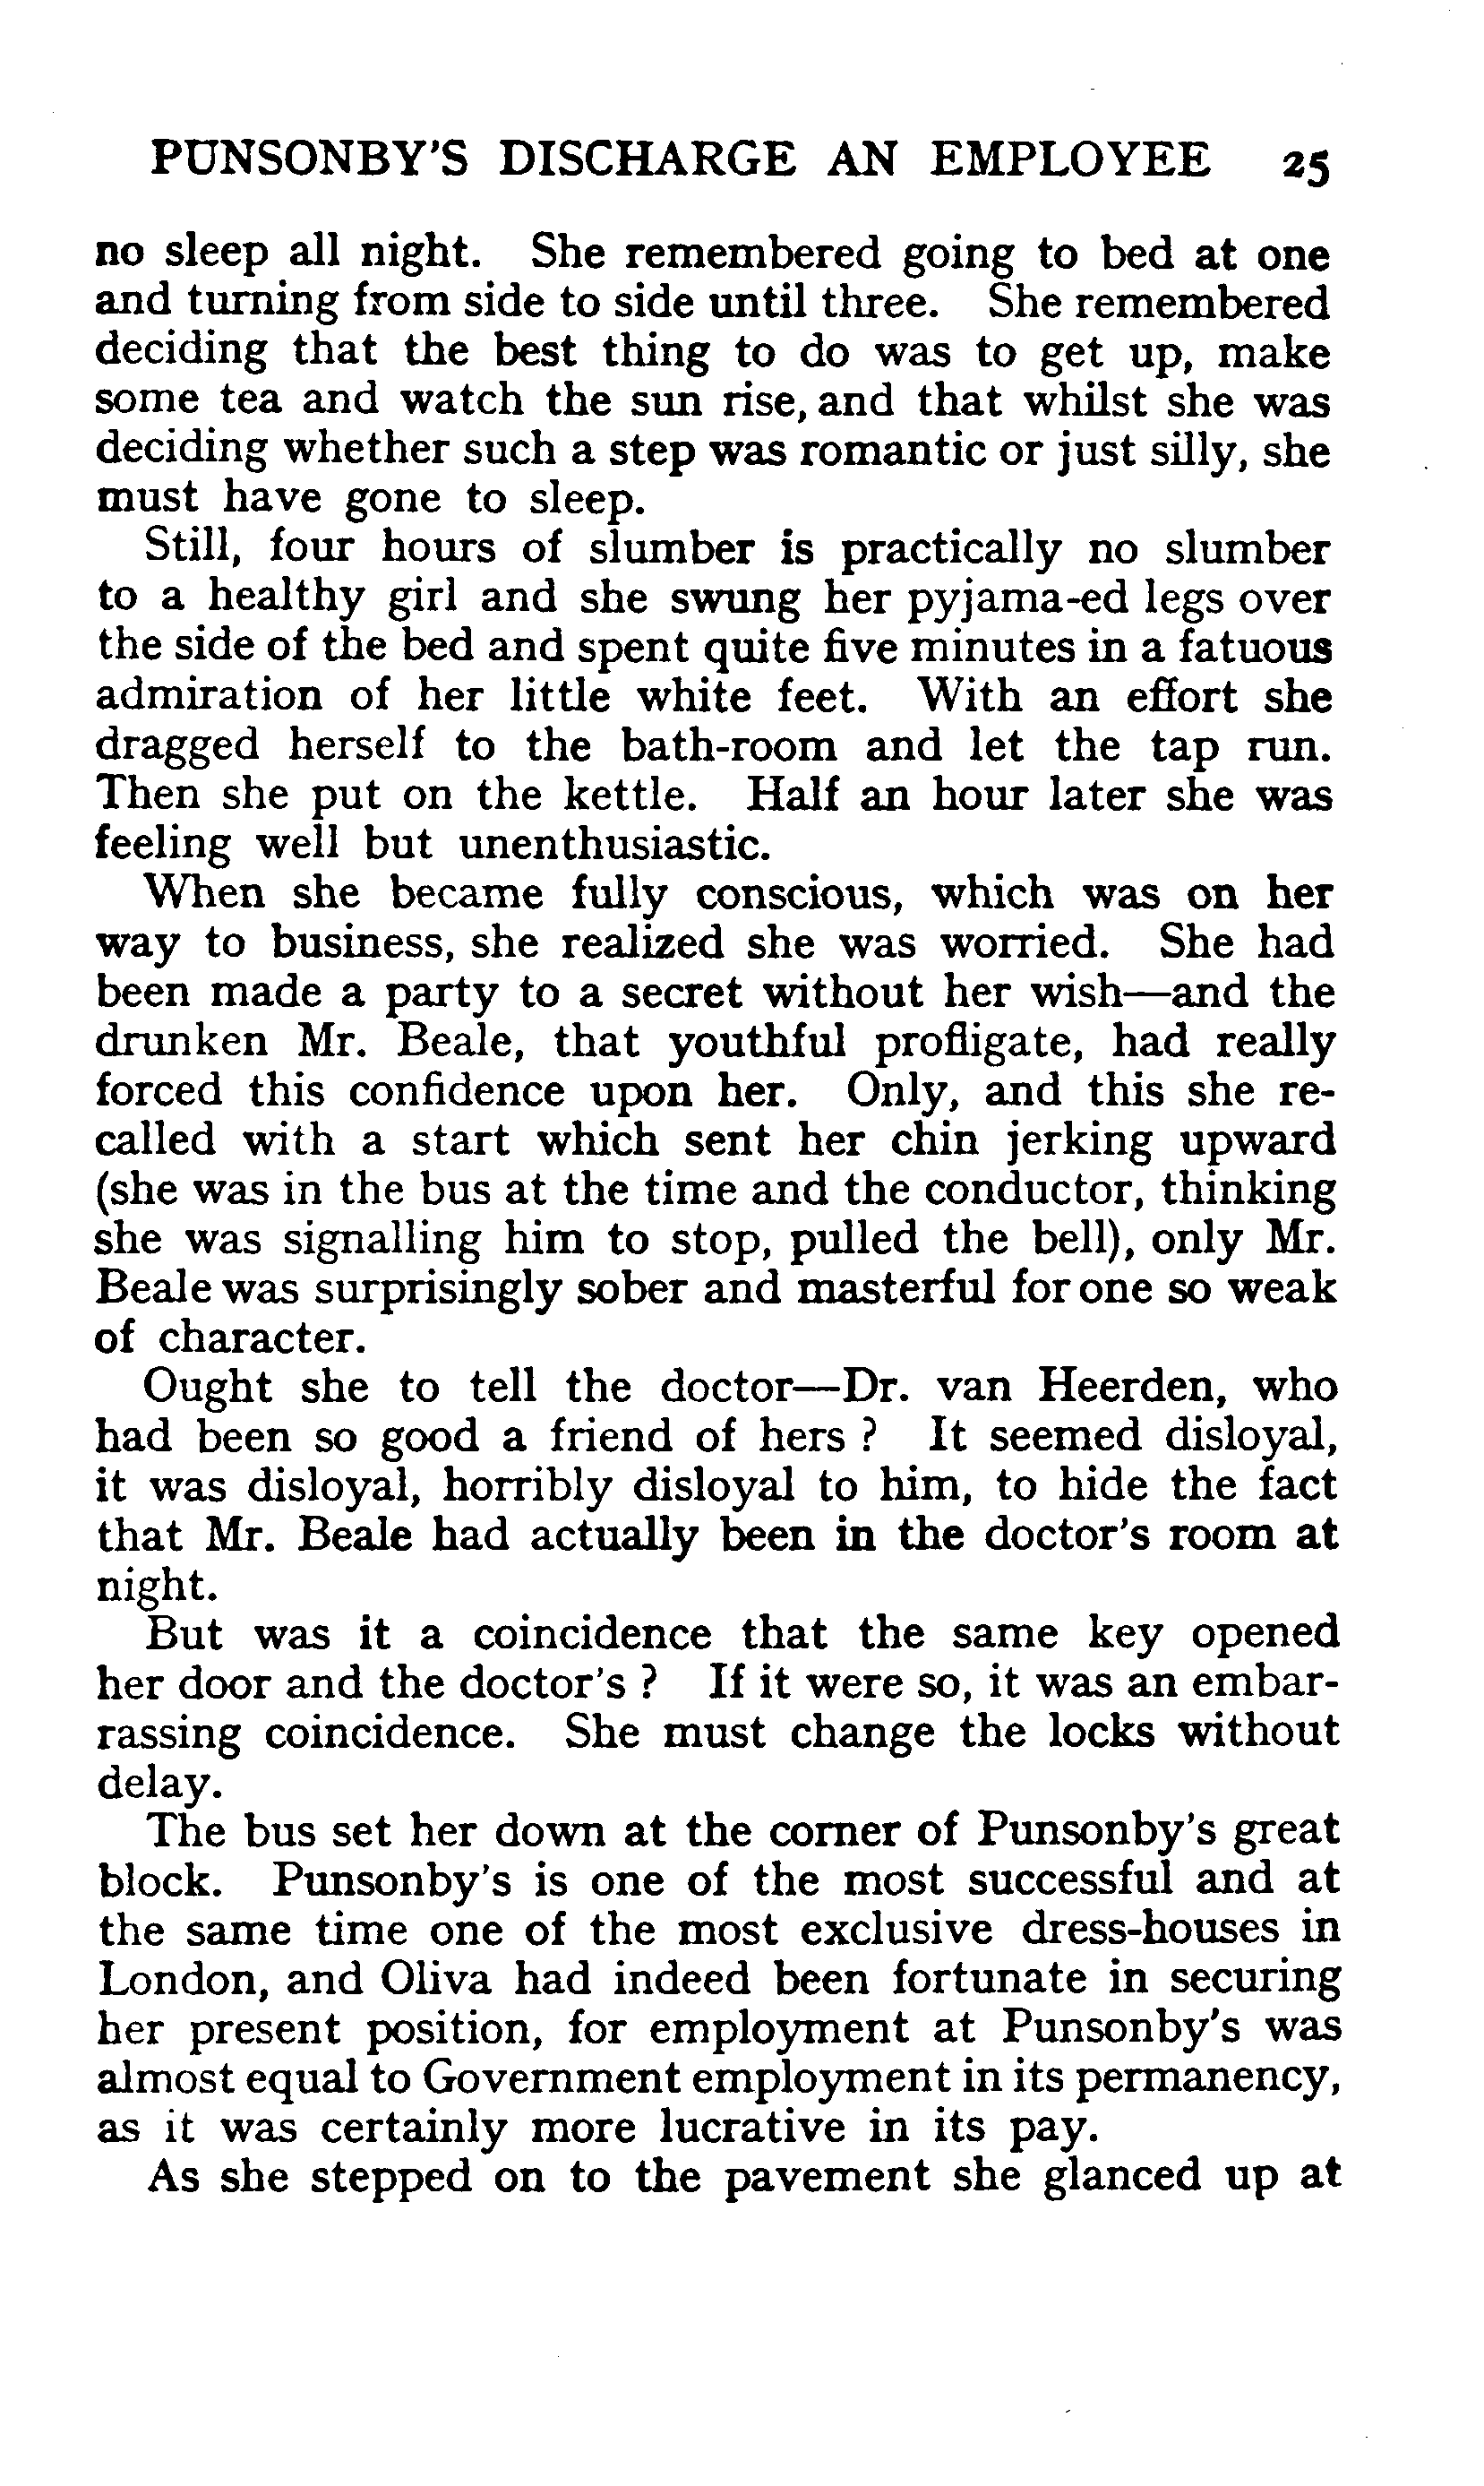 PUNSONBY'S DISCHARGE AN EMPLOYEE 25
no sleep all night. She remembered going to bed at one
and turning from side to side until three. She remembered
deciding that the best thing to do was to get up, make
some tea and watch the sun rise, and that whilst she was
deciding whether such a step was romantic or just silly, she
must have gone to sleep.
Still, four hours of slumber is practically no slumber
to a healthy girl and she swung her pyjama-ed legs over
the side of the bed and spent quite five minutes in a fatuous
admiration of her little white feet. With an effort she
dragged herself to the bath-room and let the tap run.
Then she put on the kettle. Half an hour later she was
feeling well but unenthusiastic.
When she became fully conscious, which was on her
way to business, she realized she was worried. She had
been made a party to a secret without her wish—and the
drunken Mr. Beale, that youthful profligate, had really
forced this confidence upon her. Only, and this she re-
called with a start which sent her chin jerking upward
(she was in the bus at the time and the conductor, thinking
she was signalling him to stop, pulled the bell), only Mr.
Beale was surprisingly sober and masterful for one so weak
of character.
Ought she to tell the doctor—Dr. van Heerden, who
had been so good a friend of hers ? It seemed disloyal,
it was disloyal, horribly disloyal to him, to hide the fact
that Mr. Beale had actually been in the doctor's room at
night.
But was it a coincidence that the same key opened
her door and the doctor's ? If it were so, it was an embar-
rassing coincidence. She must change the locks without
delay.
The bus set her down at the corner of Punsonby's great
block. Punsonby's is one of the most successful and at
the same time one of the most exclusive dress-houses in
London, and Oliva had indeed been fortunate in securing
her present position, for employment at Punsonby's was
almost equal to Government employment in its permanency,
as it was certainly more lucrative in its pay.
As she stepped on to the pavement she glanced up at